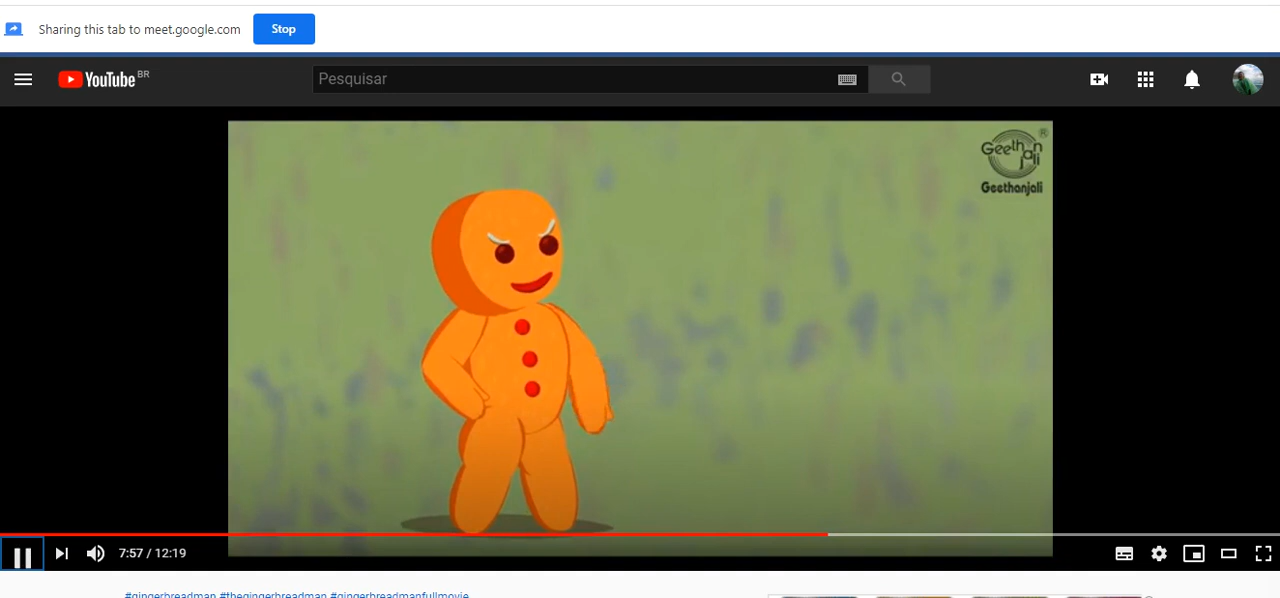 Sharing this tab to meet.google.com
Stop
YouTube BR
Pesquisar
Geethanjali ®
Geethanjali
7:57 / 12:19
#gingerbreadman #thegingerbreadman #gingerbreadmanfullmovie